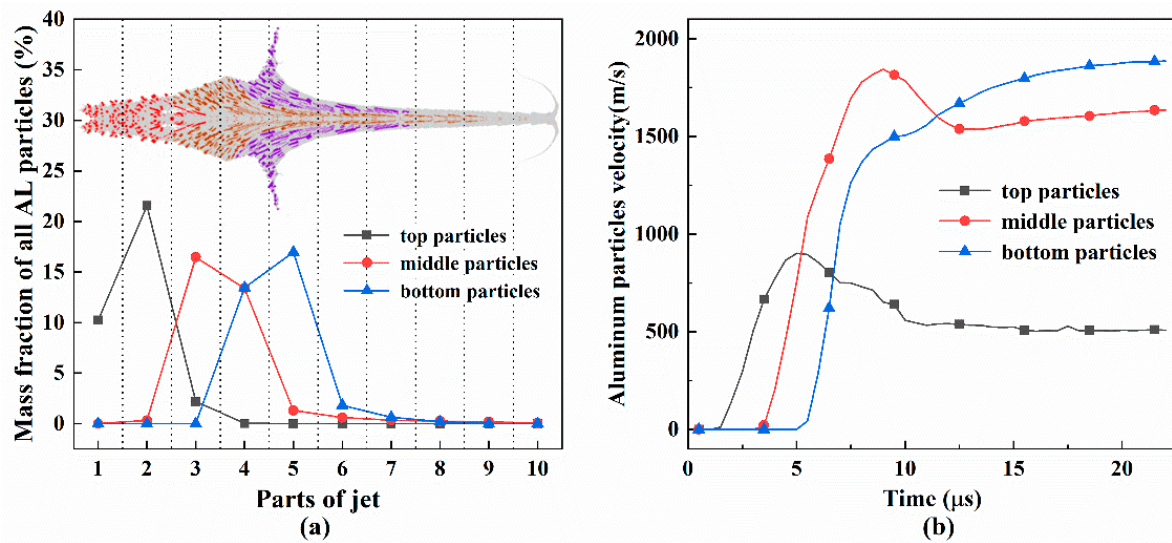 Mass fraction of all AL particles (%)
40
35
30
25
20
15
10
5
0
top particles
middle particles
bottom particles
1 2 3 4 5 6 7 8 9 10
Parts of jet
(a)
Aluminum particles velocity(m/s)
2000
1500
1000
500
0
top particles
middle particles
bottom particles
0 5 10 15 20
Time (μs)
(b)